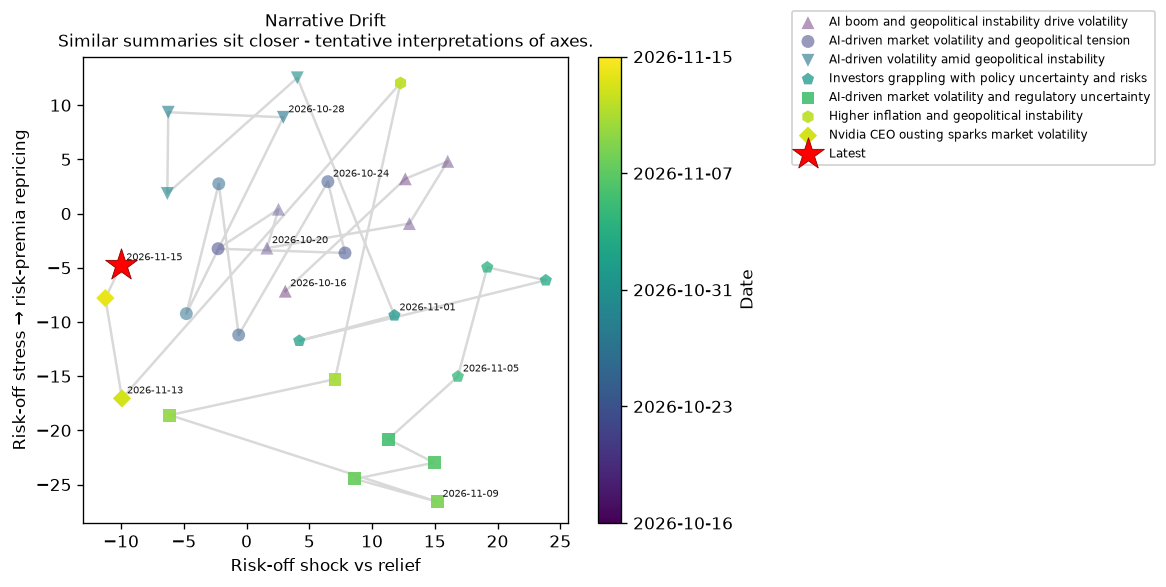 Narrative Drift
Similar summaries sit closer - tentative interpretations of axes.
Risk-off stress → risk-premia repricing
10
5
0
−5
−10
−15
−20
−25
−10
−5
0
5
10
15
20
25
Risk-off shock vs relief
2026-10-28
2026-10-24
2026-10-20
2026-11-15
2026-10-16
2026-11-01
2026-11-05
2026-11-13
2026-11-09
2026-11-15
2026-11-07
2026-10-31
2026-10-23
2026-10-16
Date
AI boom and geopolitical instability drive volatility
AI-driven market volatility and geopolitical tension
AI-driven volatility amid geopolitical instability
Investors grappling with policy uncertainty and risks
AI-driven market volatility and regulatory uncertainty
Higher inflation and geopolitical instability
Nvidia CEO ousting sparks market volatility
Latest